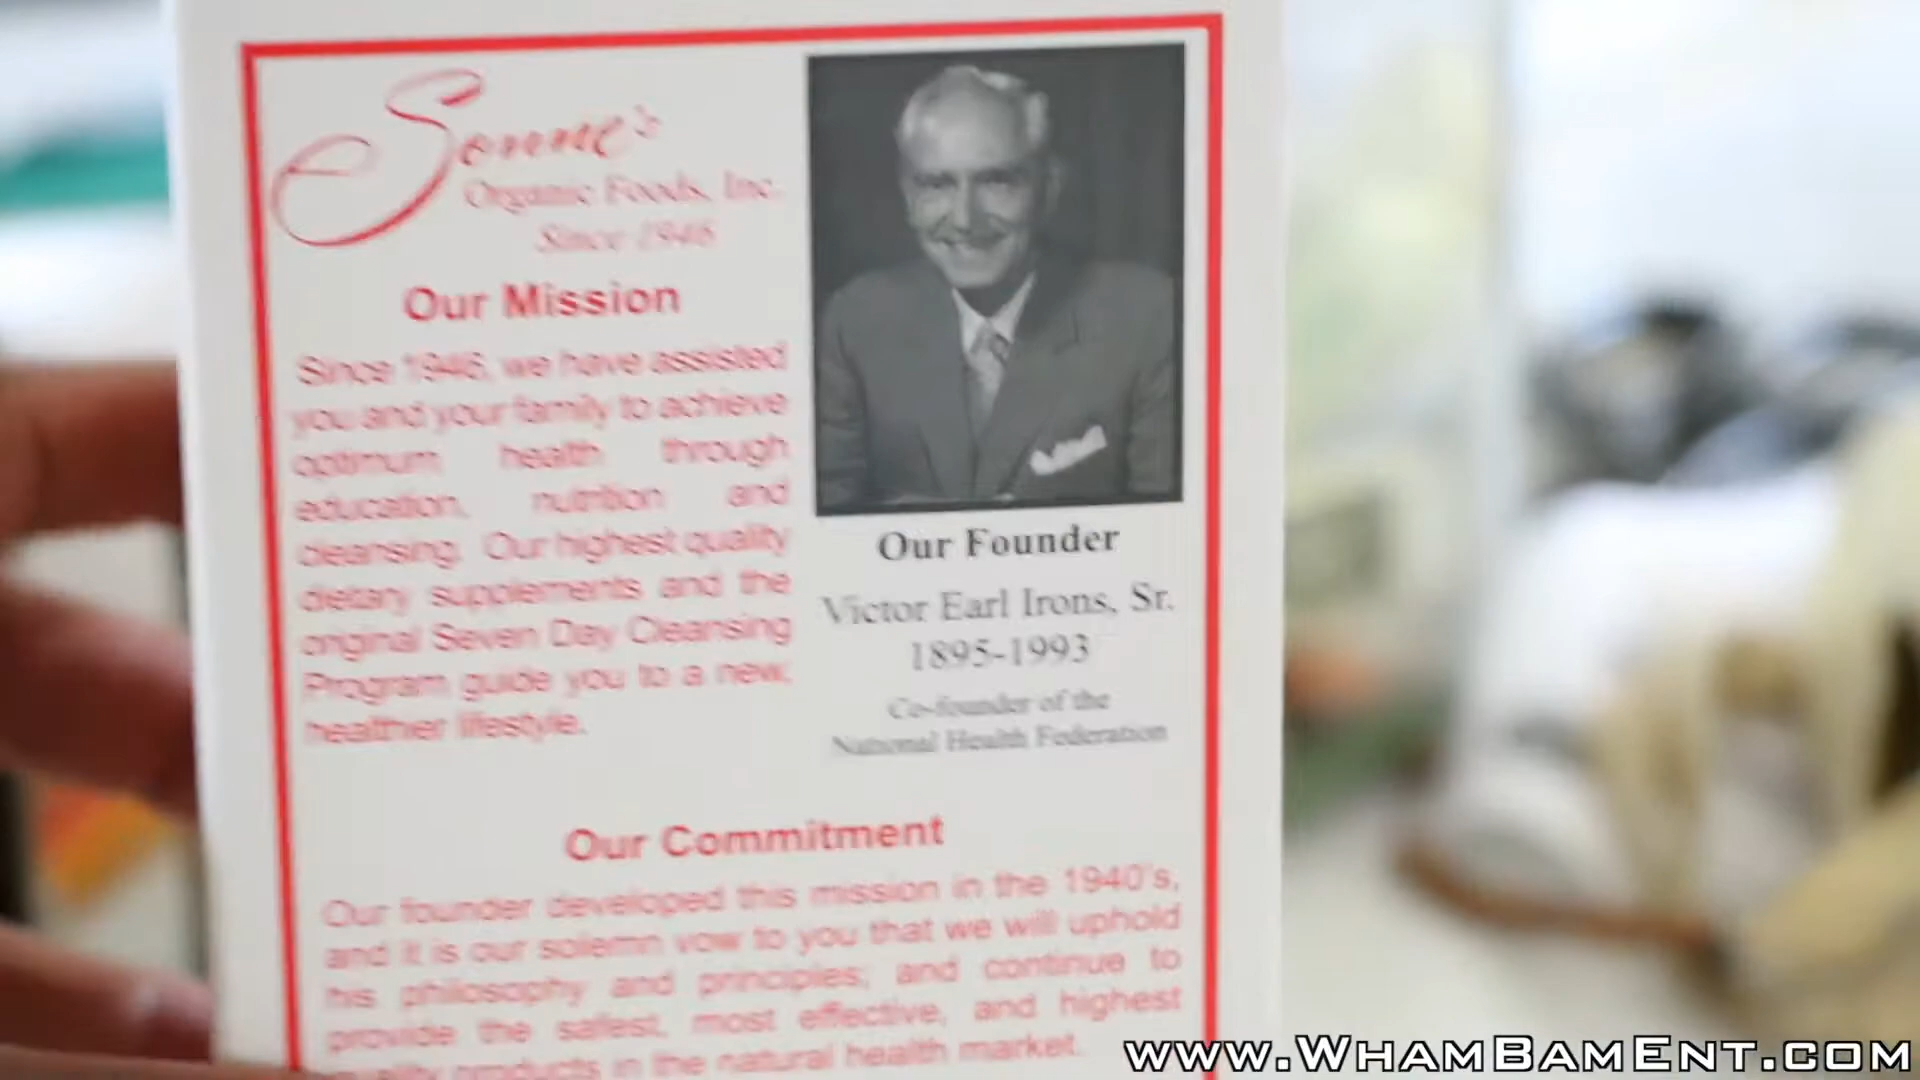 Sonne's
Organic Foods, Inc.
Since 1946
Our Mission
Since 1946, we have assisted
you and your family to achieve
optimum health through
education, nutrition and
cleansing. Our highest quality
dietary supplements and the
original Seven Day Cleansing
Program guide you to a new,
healthier lifestyle.
Our Founder
Victor Earl Irons, Sr.
1895-1993
Co-founder of the
National Health Federation
Our Commitment
Our founder developed this mission in the 1940's,
and it is our solemn vow to you that we will uphold
his philosophy and principles; and continue to
provide the safest, most effective, and highest
quality products in the natural health market.
www.WhamBamEnt.com